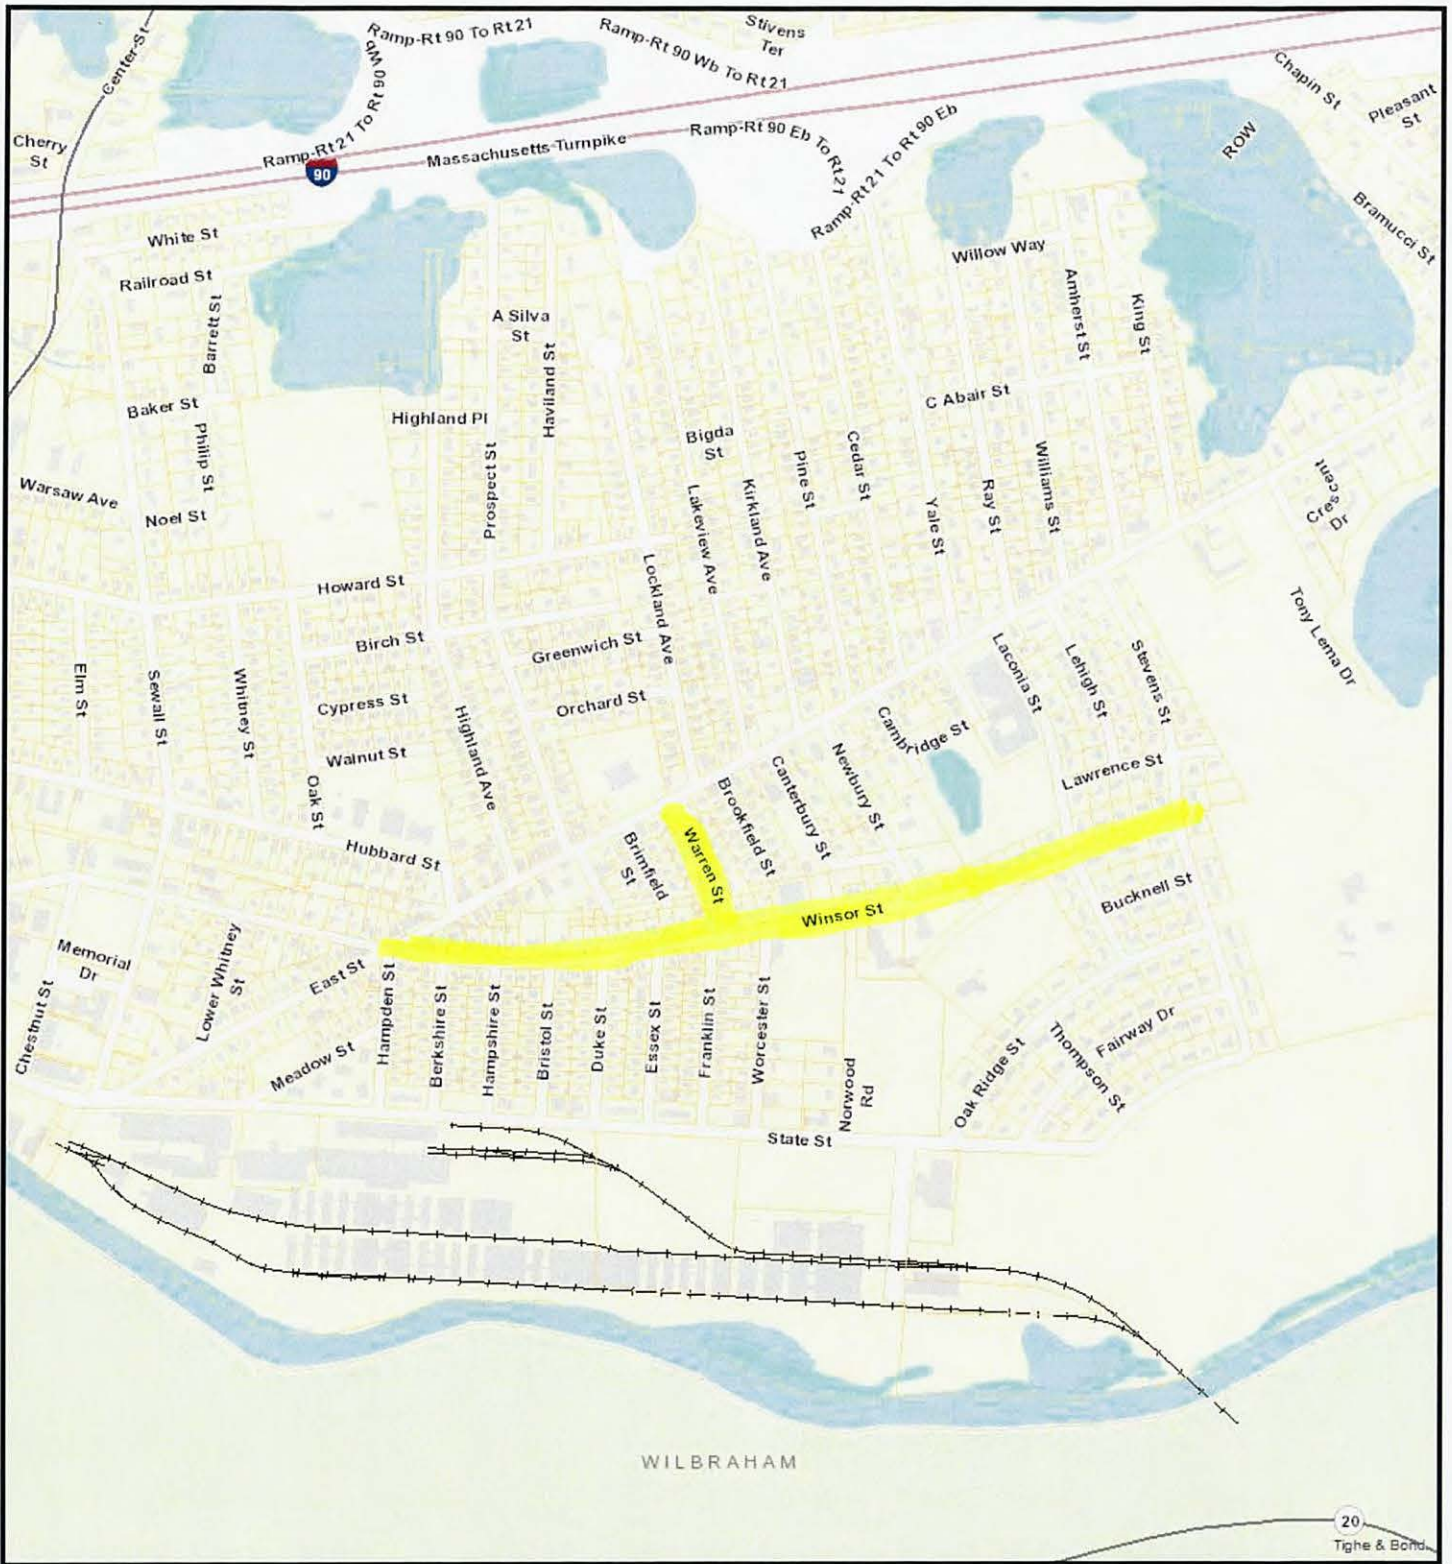 Center St
Ramp-Rt 90 To Rt 21
Ramp-Rt 90 Wb To Rt 21
Stivens
Ter
Ramp-Rt 21 To Rt 90 Wb
Chapin St
Pleasant
St
Cherry
St
90
Massachusetts Turnpike
Ramp-Rt 90 Eb To Rt 21
Ramp-Rt 21 To Rt 90 Eb
ROW
Bramucci St
White St
Railroad St
Barrett St
Willow Way
Amherst St
King St
A Silva
St
Haviland St
Baker St
Philip St
Highland Pl
Prospect St
Bigda
St
C Abair St
Warsaw Ave
Noel St
Lakeview Ave
Kirkland Ave
Pine St
Cedar St
Yale St
Ray St
Williams St
Crescent
Dr
Howard St
Lockland Ave
Birch St
Greenwich St
Tony Lema Dr
Elm St
Sewall St
Whitney St
Cypress St
Orchard St
Walnut St
Highland Ave
Oak St
Laconia St
Lehigh St
Stevens St
Cambridge St
Newbury St
Canterbury St
Brookfield St
Lawrence St
Hubbard St
Brimfield
St
Warren St
Winsor St
Bucknell St
Memorial
Dr
Chestnut St
Lower Whitney
St
East St
Meadow St
Hampden St
Berkshire St
Hampshire St
Bristol St
Duke St
Essex St
Franklin St
Worcester St
Norwood
Rd
Oak Ridge St
Thompson St
Fairway Dr
State St
WILBRAHAM
20
Tighe & Bond